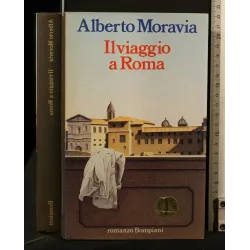 Alberto Moravia
Il viaggio
a Roma
romanzo Bompiani
Alberto Moravia Il viaggio a Roma Bompiani